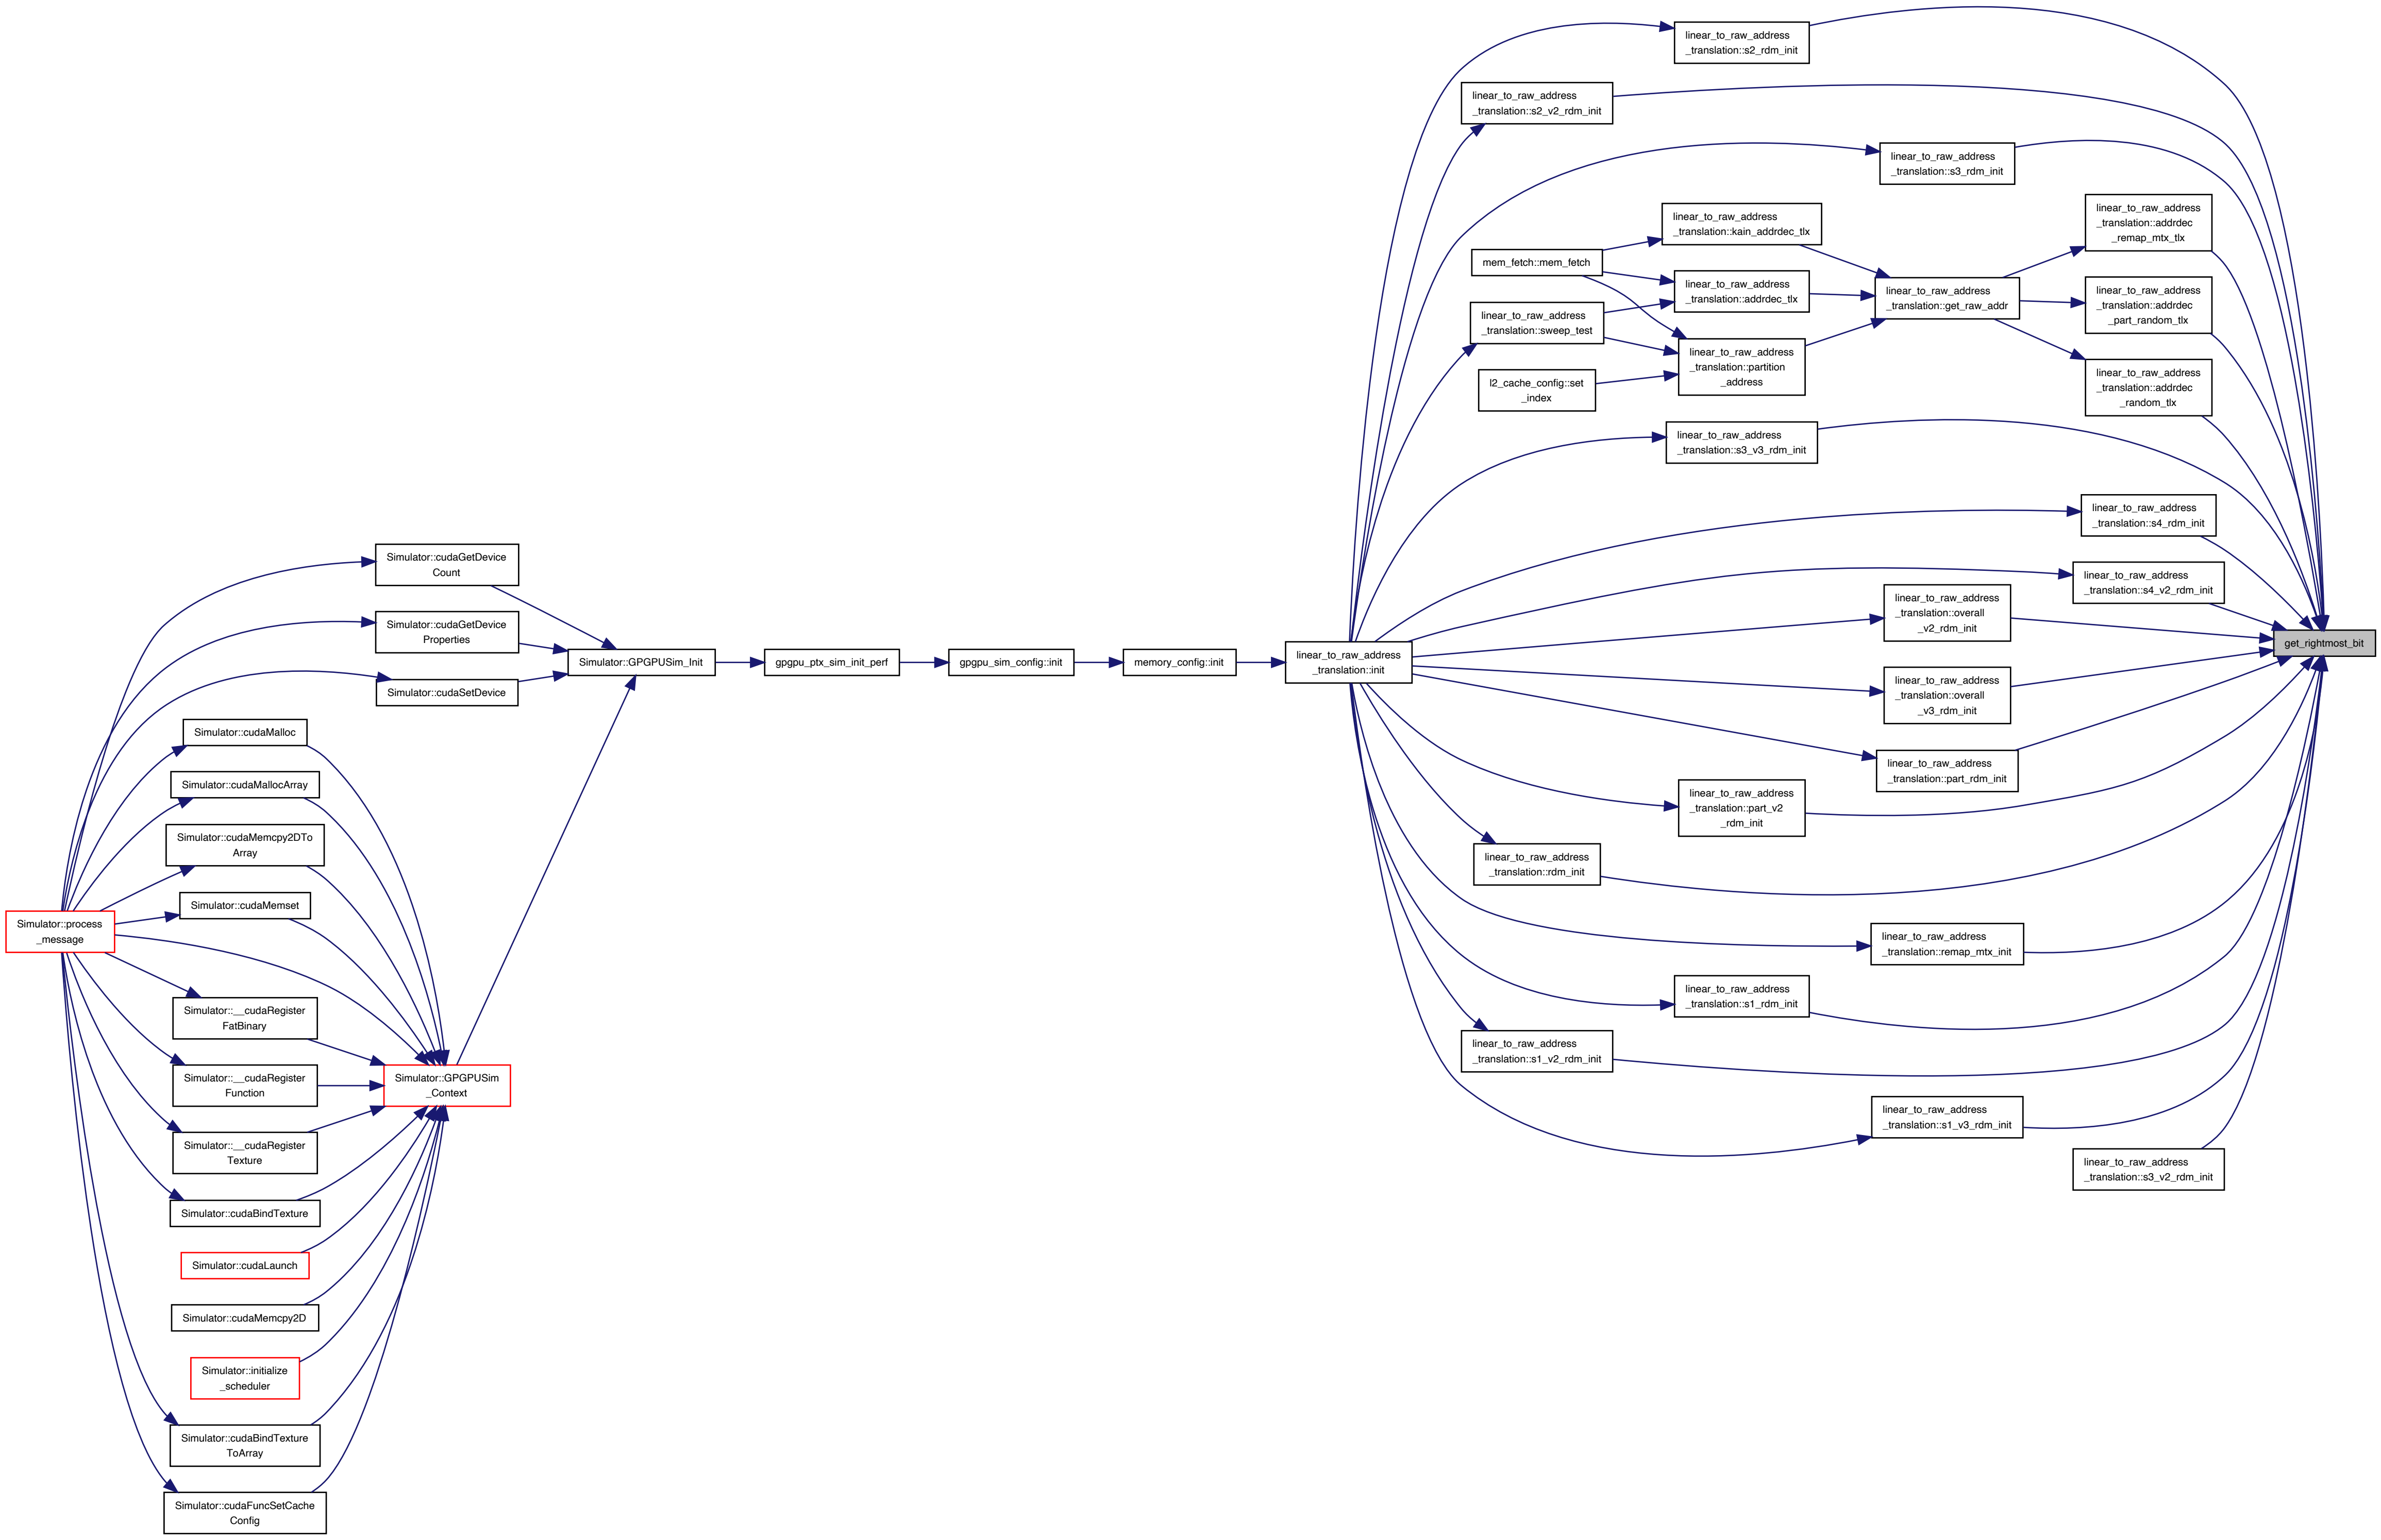 linear_to_raw_address
_translation::s2_rdm_init
linear_to_raw_address
_translation::s2_v2_rdm_init
linear_to_raw_address
_translation::s3_rdm_init
linear_to_raw_address
_translation::addrdec
_remap_mtx_tlx
linear_to_raw_address
_translation::kain_addrdec_tlx
mem_fetch::mem_fetch
linear_to_raw_address
_translation::addrdec_tlx
linear_to_raw_address
_translation::get_raw_addr
linear_to_raw_address
_translation::addrdec
_part_random_tlx
linear_to_raw_address
_translation::sweep_test
linear_to_raw_address
_translation::partition
_address
linear_to_raw_address
_translation::addrdec
_random_tlx
l2_cache_config::set
_index
linear_to_raw_address
_translation::s3_v3_rdm_init
linear_to_raw_address
_translation::s4_rdm_init
linear_to_raw_address
_translation::s4_v2_rdm_init
linear_to_raw_address
_translation::overall
_v2_rdm_init
get_rightmost_bit
linear_to_raw_address
_translation::overall
_v3_rdm_init
linear_to_raw_address
_translation::part_rdm_init
linear_to_raw_address
_translation::part_v2
_rdm_init
linear_to_raw_address
_translation::rdm_init
linear_to_raw_address
_translation::remap_mtx_init
linear_to_raw_address
_translation::s1_rdm_init
linear_to_raw_address
_translation::s1_v2_rdm_init
linear_to_raw_address
_translation::s1_v3_rdm_init
linear_to_raw_address
_translation::s3_v2_rdm_init
linear_to_raw_address
_translation::init
memory_config::init
gpgpu_sim_config::init
gpgpu_ptx_sim_init_perf
Simulator::GPGPUSim_Init
Simulator::cudaGetDevice
Count
Simulator::cudaGetDevice
Properties
Simulator::cudaSetDevice
Simulator::cudaMalloc
Simulator::cudaMallocArray
Simulator::cudaMemcpy2DTo
Array
Simulator::cudaMemset
Simulator::process
_message
Simulator::__cudaRegister
FatBinary
Simulator::__cudaRegister
Function
Simulator::GPGPUSim
_Context
Simulator::__cudaRegister
Texture
Simulator::cudaBindTexture
Simulator::cudaLaunch
Simulator::cudaMemcpy2D
Simulator::initialize
_scheduler
Simulator::cudaBindTexture
ToArray
Simulator::cudaFuncSetCache
Config